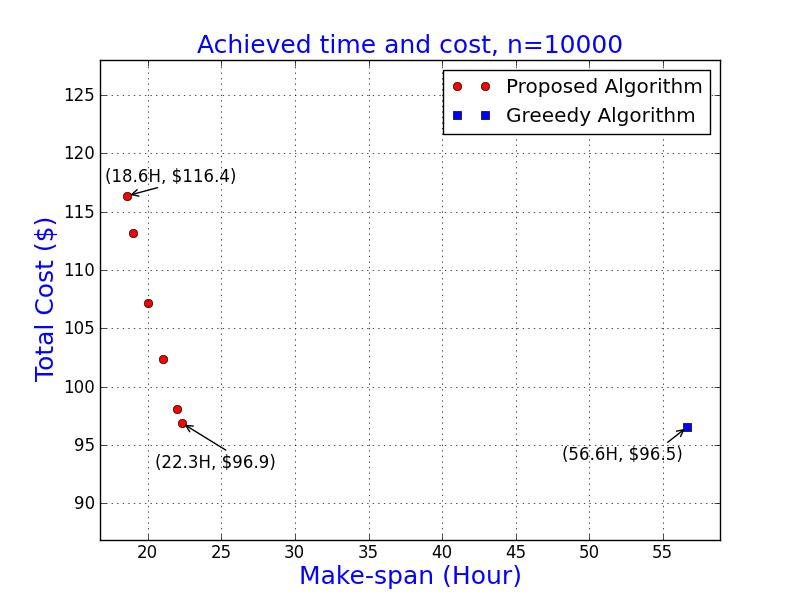 Achieved time and cost, n=10000
Proposed Algorithm
Greeedy Algorithm
(18.6H, $116.4)
(22.3H, $96.9)
(56.6H, $96.5)
Total Cost ($)
125
120
115
110
105
100
95
90
20 25 30 35 40 45 50 55
Make-span (Hour)